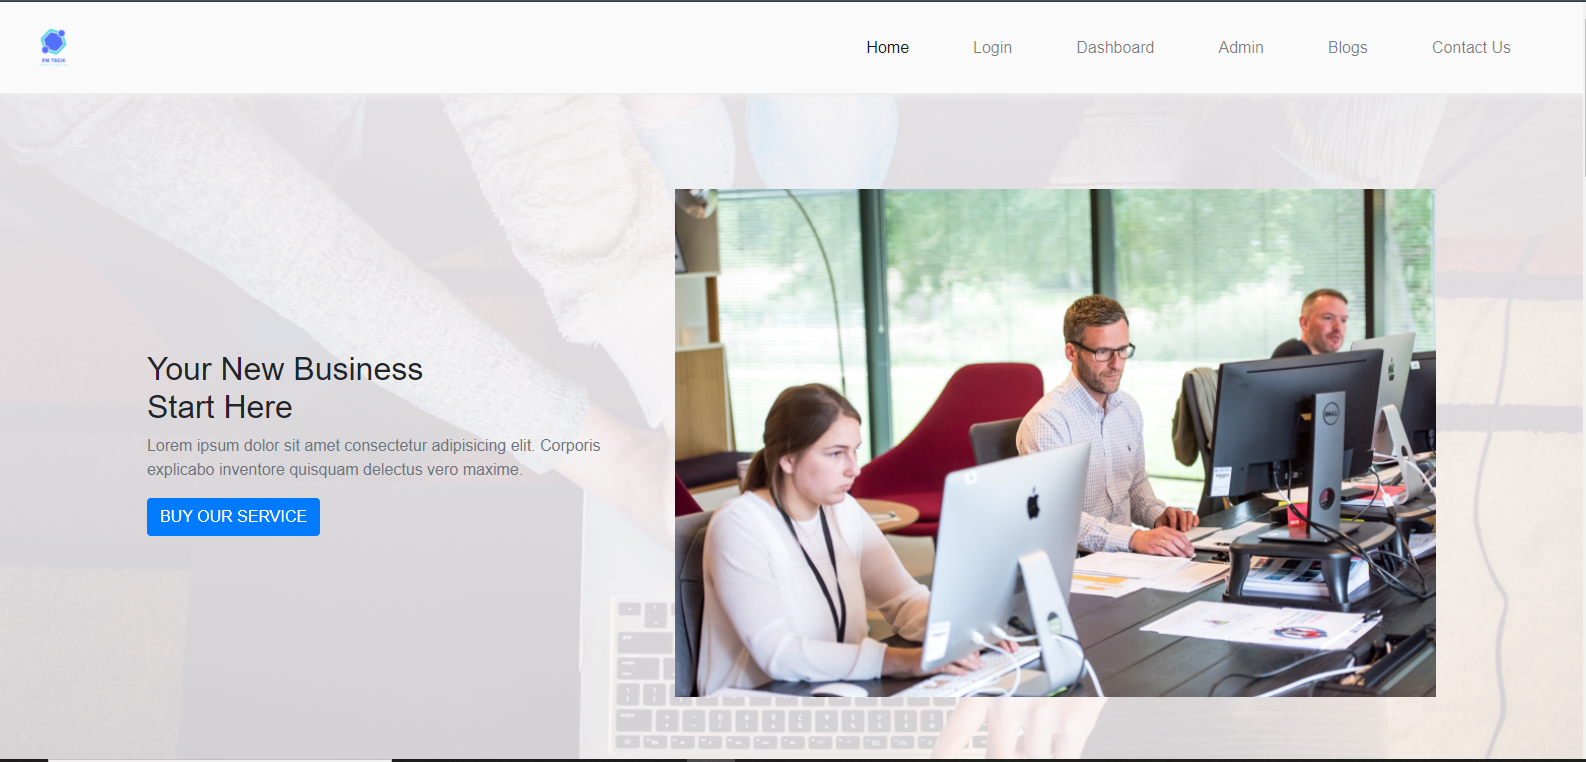 FM TECH
Home Login Dashboard Admin Blogs Contact Us
Your New Business
Start Here
Lorem ipsum dolor sit amet consectetur adipisicing elit. Corporis
explicabo inventore quisquam delectus vero maxime.
BUY OUR SERVICE
DELL